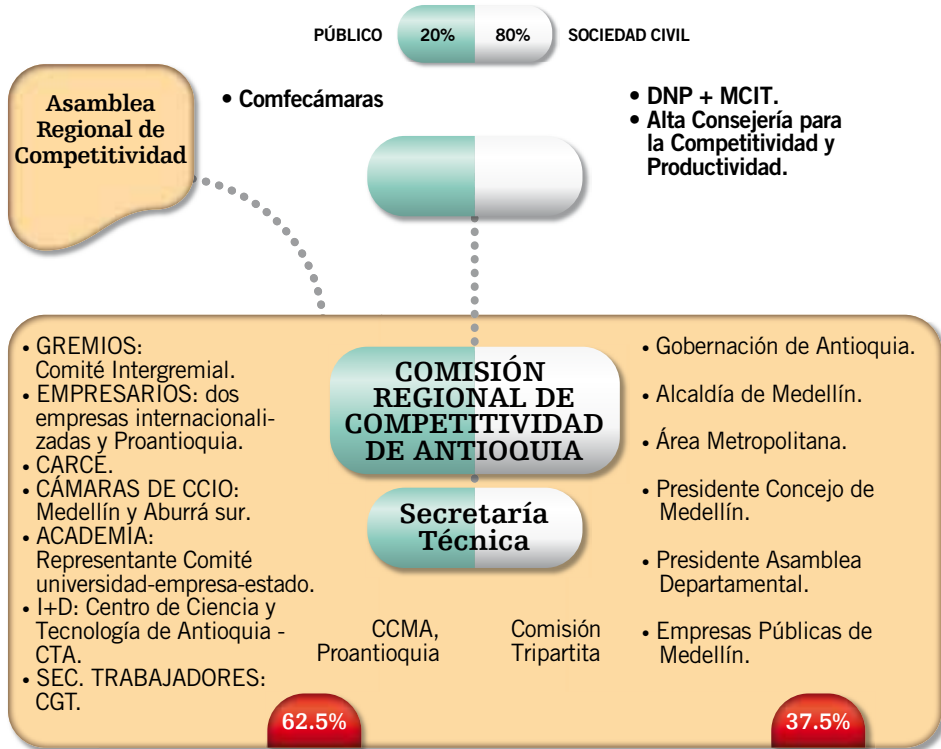 PÚBLICO 20% 80% SOCIEDAD CIVIL
Asamblea
Regional de
Competitividad
• Comfecámaras
• DNP + MCIT.
• Alta Consejería para
la Competitividad y
Productividad.
• GREMIOS:
Comité Intergremial.
• EMPRESARIOS: dos
empresas internacionali-
zadas y Proantioquia.
• CARCE.
• CÁMARAS DE CCIO:
Medellín y Aburrá sur.
• ACADEMIA:
Representante Comité
universidad-empresa-estado.
• I+D: Centro de Ciencia y
Tecnología de Antioquia -
CTA.
• SEC. TRABAJADORES:
CGT.
62.5%
COMISIÓN
REGIONAL DE
COMPETITIVIDAD
DE ANTIOQUIA
Secretaría
Técnica
CCMA,
Proantioquia
Comisión
Tripartita
• Gobernación de Antioquia.
• Alcaldía de Medellín.
• Área Metropolitana.
• Presidente Concejo de
Medellín.
• Presidente Asamblea
Departamental.
• Empresas Públicas de
Medellín.
37.5%